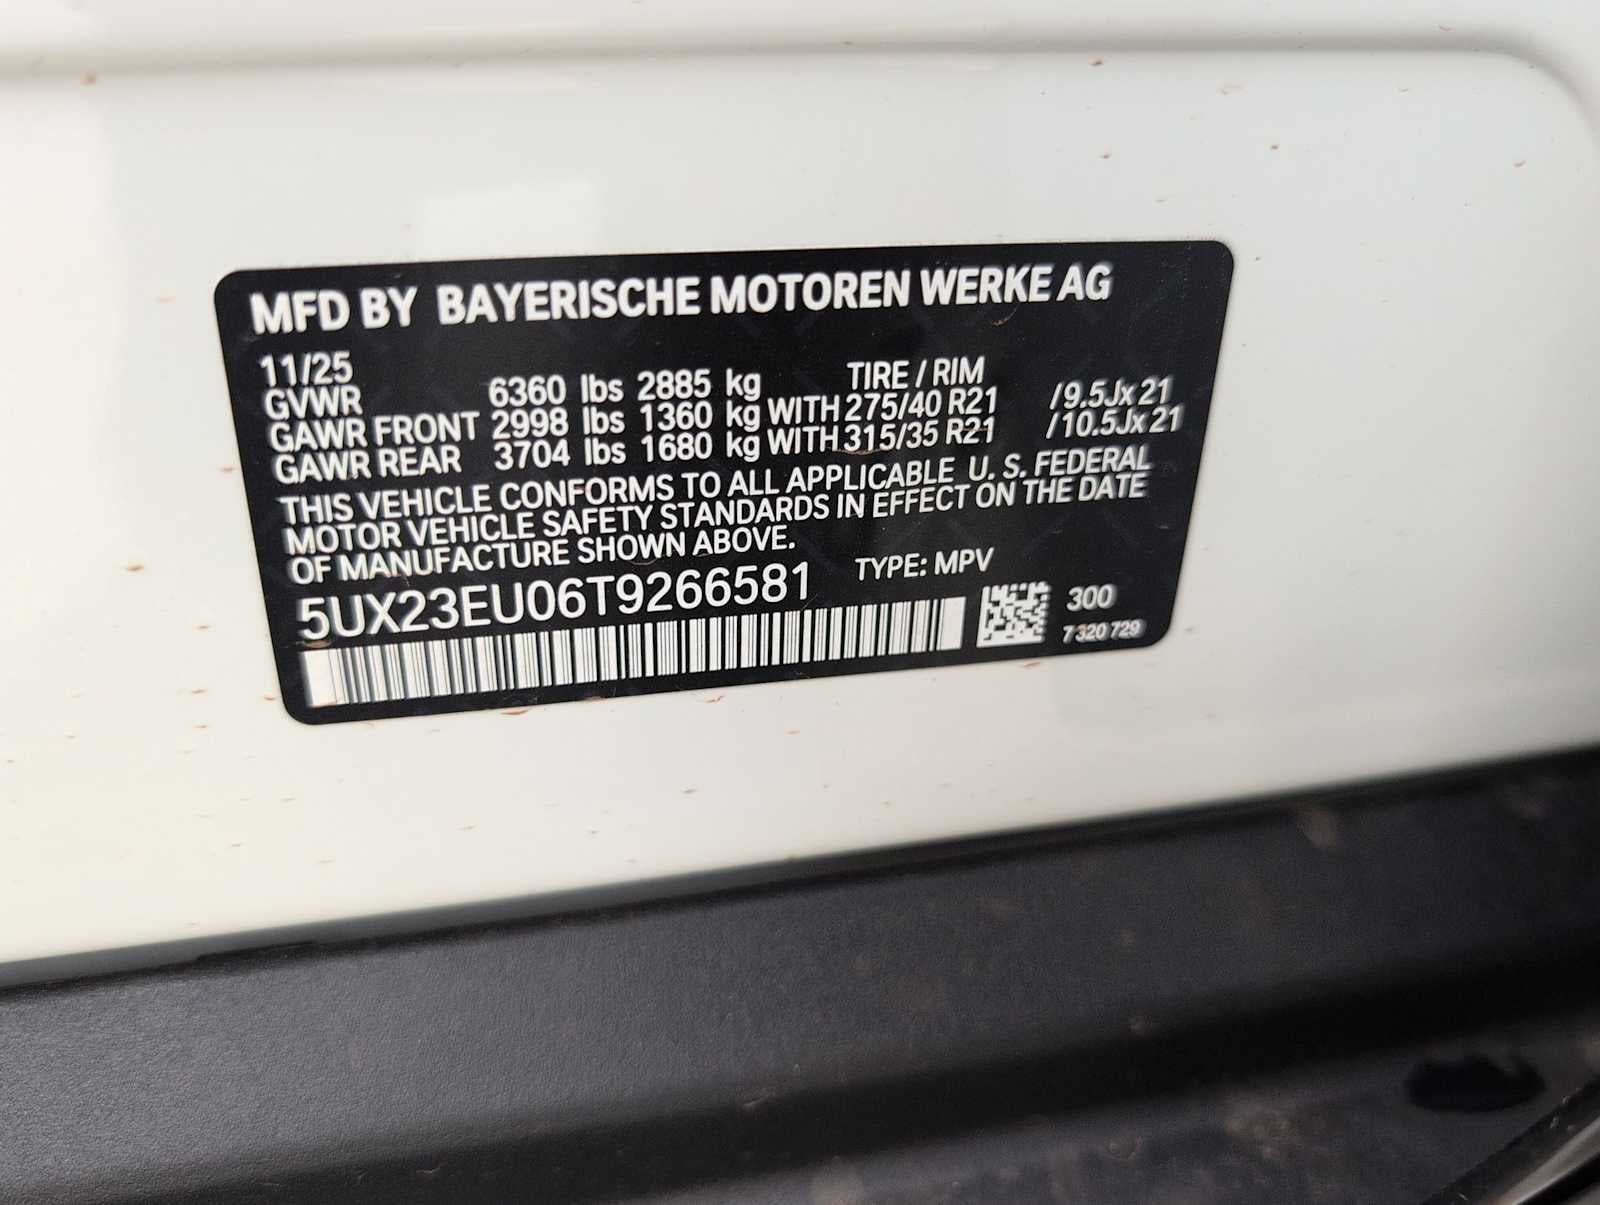 MFD BY BAYERISCHE MOTOREN WERKE AG
11/25 TIRE / RIM
GVWR 6360 lbs 2885 kg
GAWR FRONT 2998 lbs 1360 kg WITH 275/40 R21 /9.5Jx21
GAWR REAR 3704 lbs 1680 kg WITH 315/35 R21 /10.5Jx21
THIS VEHICLE CONFORMS TO ALL APPLICABLE U. S. FEDERAL
MOTOR VEHICLE SAFETY STANDARDS IN EFFECT ON THE DATE
OF MANUFACTURE SHOWN ABOVE.
5UX23EU06T9266581 TYPE: MPV
300
7 320 729